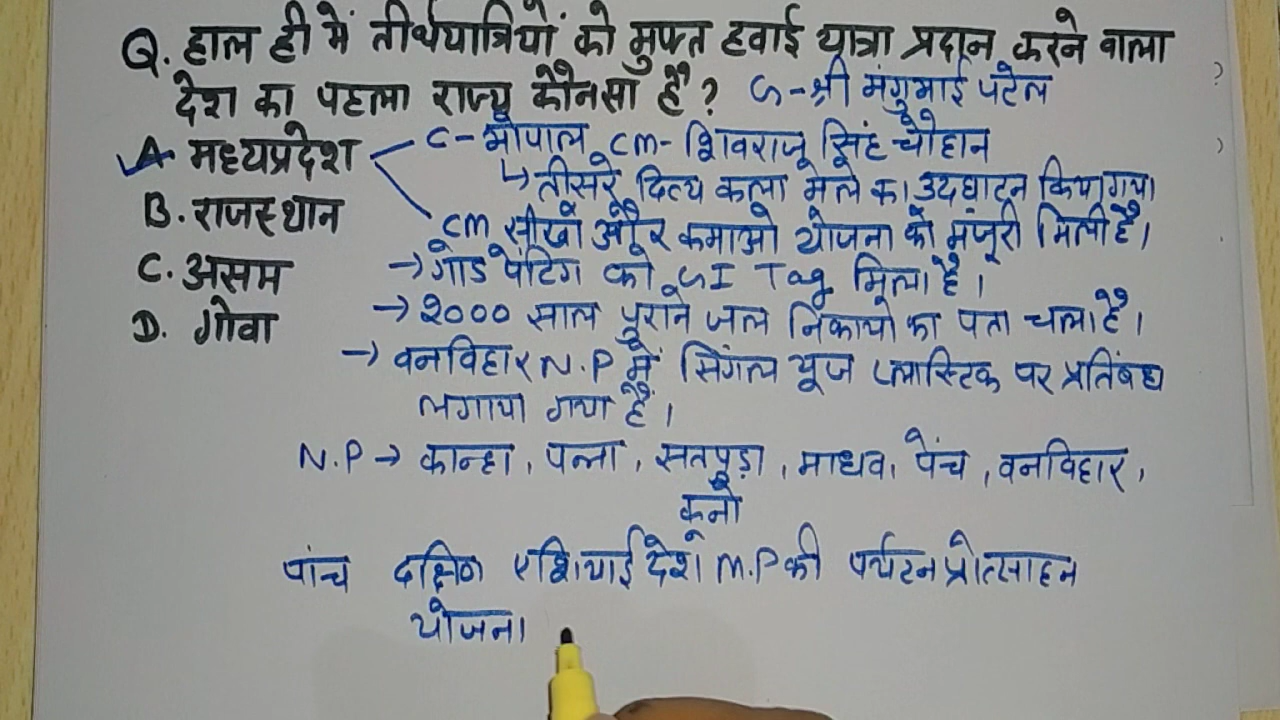 Q. हाल ही में तीर्थयात्रियों को मुफ्त हवाई यात्रा प्रदान करने वाला
देश का पहला राज्य कौनसा है? G-श्री मंगुभाई पटेल
A मध्यप्रदेश C-भोपाल CM-शिवराज सिंह चौहान
↳तीसरे दिव्य कला मेले का उदघाटन किया गया
B. राजस्थान
CM सीखों और कमाओ योजना को मंजूरी मिली है।
C. असम →गोंड पेंटिंग को GI Tag मिला है।
D. गोवा →2000 साल पूराने जल निकायो का पता चला है।
→वनविहार N.P में सिंगल यूज प्लास्टिक पर प्रतिबंध
लगाया गया है।
N.P→ कान्हा, पन्ना, सतपूड़ा, माधव, पेंच, वनविहार,
कूनो
पांच दक्षिण एशियाई देश M.P की पर्यटन प्रोत्साहन
योजना